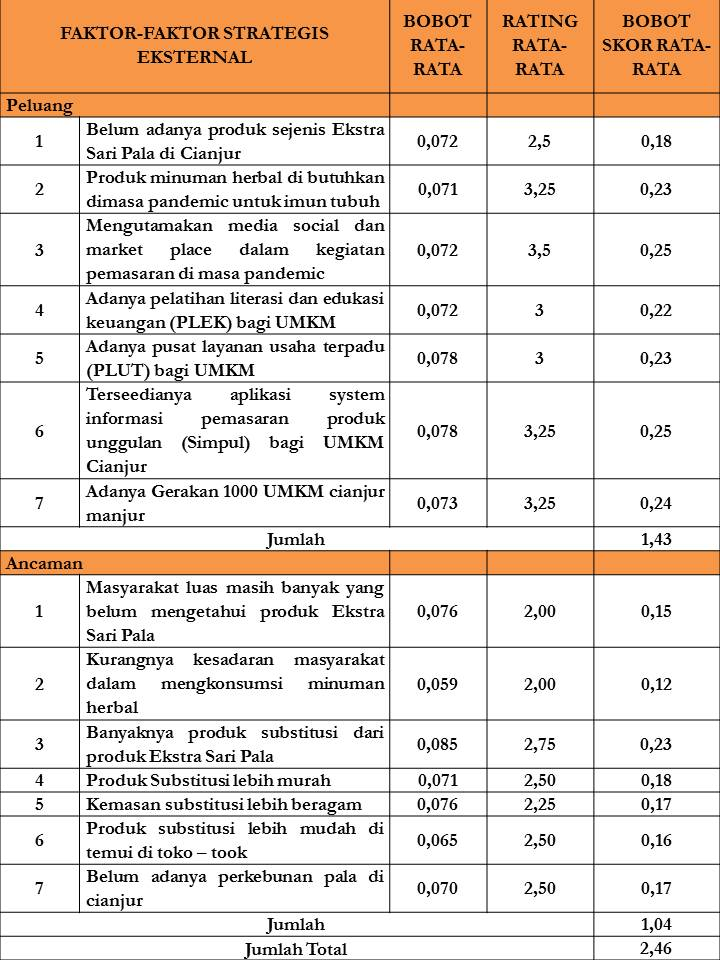 FAKTOR-FAKTOR STRATEGIS
EKSTERNAL
BOBOT
RATA-
RATA
RATING
RATA-
RATA
BOBOT
SKOR RATA-
RATA
Peluang
1
Belum adanya produk sejenis Ekstra
Sari Pala di Cianjur
0,072
2,5
0,18
2
Produk minuman herbal di butuhkan
dimasa pandemic untuk imun tubuh
0,071
3,25
0,23
3
Mengutamakan media social dan
market place dalam kegiatan
pemasaran di masa pandemic
0,072
3,5
0,25
4
Adanya pelatihan literasi dan edukasi
keuangan (PLEK) bagi UMKM
0,072
3
0,22
5
Adanya pusat layanan usaha terpadu
(PLUT) bagi UMKM
0,078
3
0,23
6
Terseedianya aplikasi system
informasi pemasaran produk
unggulan (Simpul) bagi UMKM
Cianjur
0,078
3,25
0,25
7
Adanya Gerakan 1000 UMKM cianjur
manjur
0,073
3,25
0,24
Jumlah
1,43
Ancaman
1
Masyarakat luas masih banyak yang
belum mengetahui produk Ekstra
Sari Pala
0,076
2,00
0,15
2
Kurangnya kesadaran masyarakat
dalam mengkonsumsi minuman
herbal
0,059
2,00
0,12
3
Banyaknya produk substitusi dari
produk Ekstra Sari Pala
0,085
2,75
0,23
4
Produk Substitusi lebih murah
0,071
2,50
0,18
5
Kemasan substitusi lebih beragam
0,076
2,25
0,17
6
Produk substitusi lebih mudah di
temui di toko – took
0,065
2,50
0,16
7
Belum adanya perkebunan pala di
cianjur
0,070
2,50
0,17
Jumlah
1,04
Jumlah Total
2,46